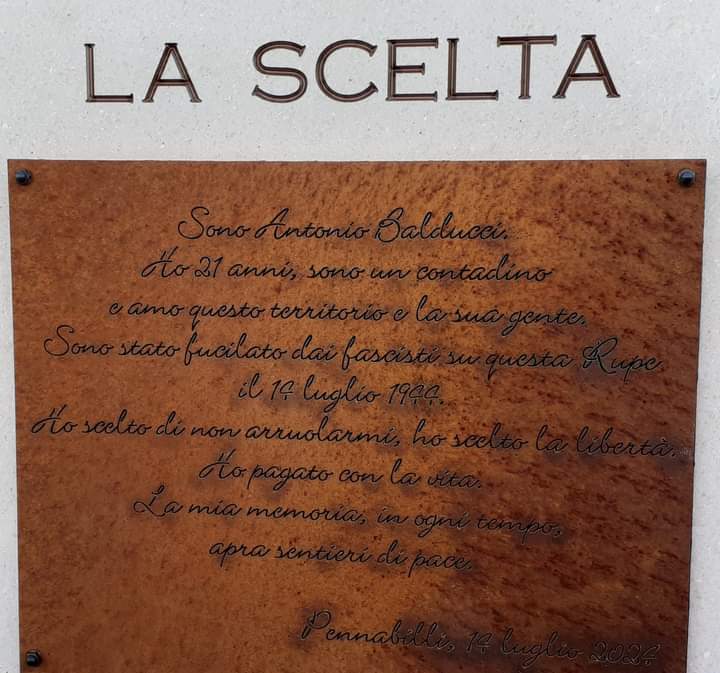 LA SCELTA
Sono Antonio Balducci.
Ho 21 anni, sono un contadino
e amo questo territorio e la sua gente.
Sono stato fucilato dai fascisti su questa Rupe
il 14 luglio 1944.
Ho scelto di non arruolarmi, ho scelto la libertà.
Ho pagato con la vita.
La mia memoria, in ogni tempo,
apra sentieri di pace.
Pennabilli, 14 luglio 2024